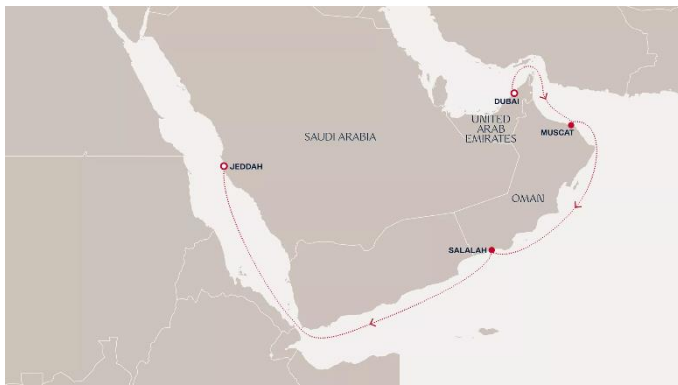 DUBAI
UNITED
ARAB
EMIRATES
MUSCAT
SAUDI ARABIA
JEDDAH
OMAN
SALALAH